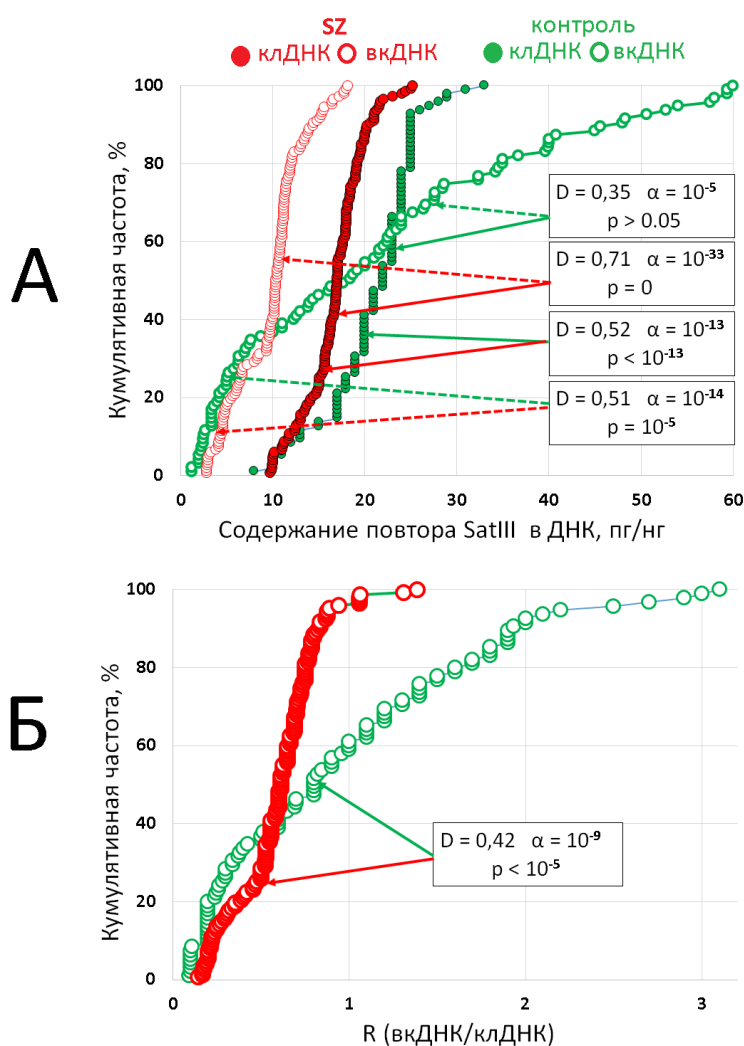 SZ контроль
клДНК вкДНК клДНК вкДНК
А
Кумулятивная частота, %
100
80
60
40
20
0
D = 0,35 α = 10⁻⁵
p > 0.05
D = 0,71 α = 10⁻³³
p = 0
D = 0,52 α = 10⁻¹³
p < 10⁻¹³
D = 0,51 α = 10⁻¹⁴
p = 10⁻⁵
0 10 20 30 40 50 60
Содержание повтора SatIII в ДНК, пг/нг
Б
Кумулятивная частота, %
100
80
60
40
20
0
D = 0,42 α = 10⁻⁹
p < 10⁻⁵
0 1 2 3
R (вкДНК/клДНК)